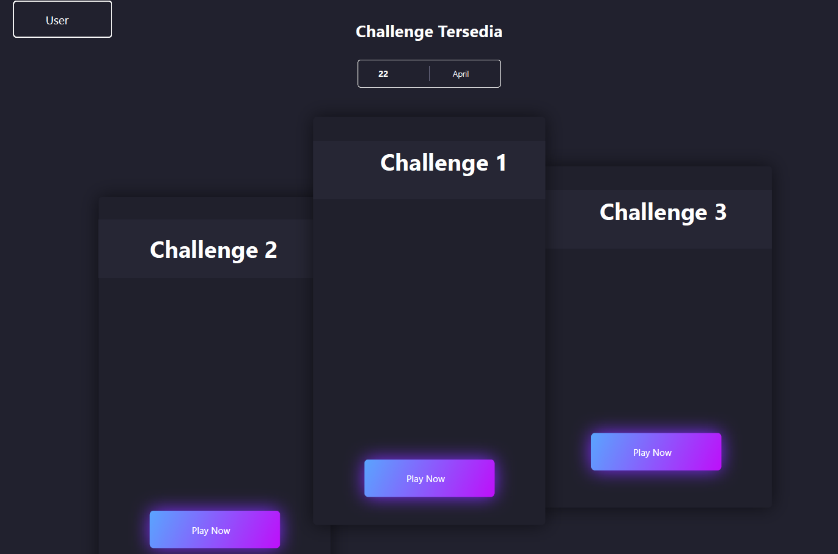 User
Challenge Tersedia
22 April
Challenge 1
Challenge 3
Challenge 2
Play Now
Play Now
Play Now